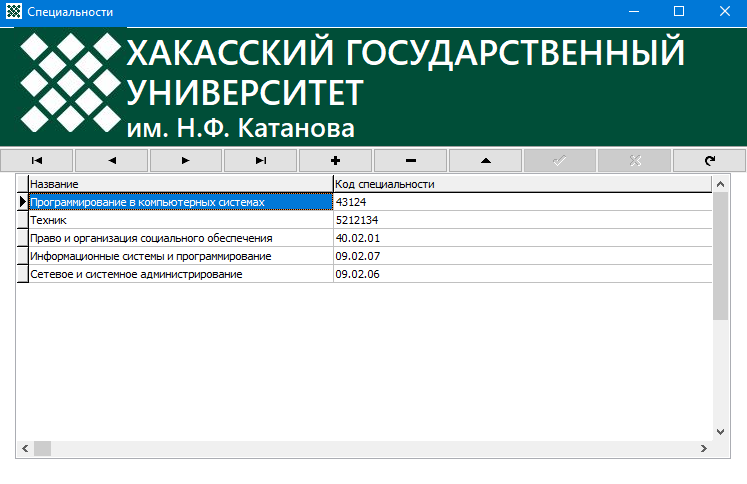 Специальности
ХАКАССКИЙ ГОСУДАРСТВЕННЫЙ
УНИВЕРСИТЕТ
им. Н.Ф. Катанова
Название Код специальности
Программирование в компьютерных системах 43124
Техник 5212134
Право и организация социального обеспечения 40.02.01
Информационные системы и программирование 09.02.07
Сетевое и системное администрирование 09.02.06